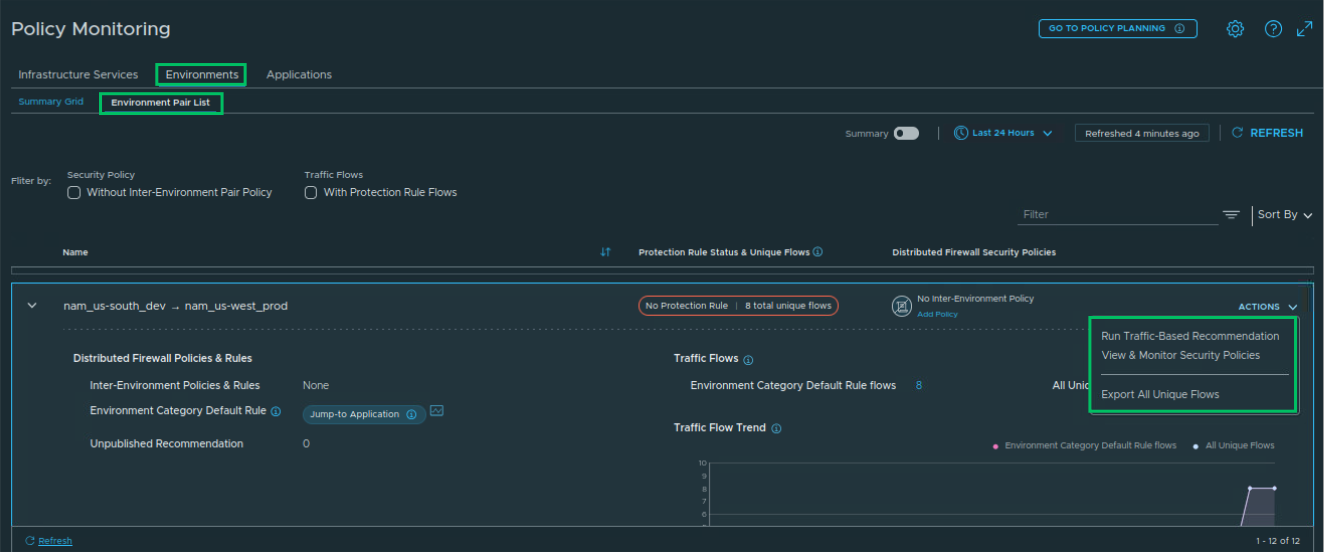 Policy Monitoring
GO TO POLICY PLANNING
Infrastructure Services Environments Applications
Summary Grid Environment Pair List
Summary Last 24 Hours Refreshed 4 minutes ago REFRESH
Security Policy Traffic Flows
Filter by:
Without Inter-Environment Pair Policy With Protection Rule Flows
Filter Sort By
Name Protection Rule Status & Unique Flows Distributed Firewall Security Policies
nam_us-south_dev → nam_us-west_prod No Protection Rule | 8 total unique flows No Inter-Environment Policy
Add Policy
ACTIONS
Run Traffic-Based Recommendation
View & Monitor Security Policies
Export All Unique Flows
Distributed Firewall Policies & Rules Traffic Flows
Inter-Environment Policies & Rules None Environment Category Default Rule flows 8 All Uniq
Environment Category Default Rule Jump-to Application
Traffic Flow Trend
Unpublished Recommendation 0
Environment Category Default Rule flows All Unique Flows
10
9
8
7
6
Refresh 1 - 12 of 12